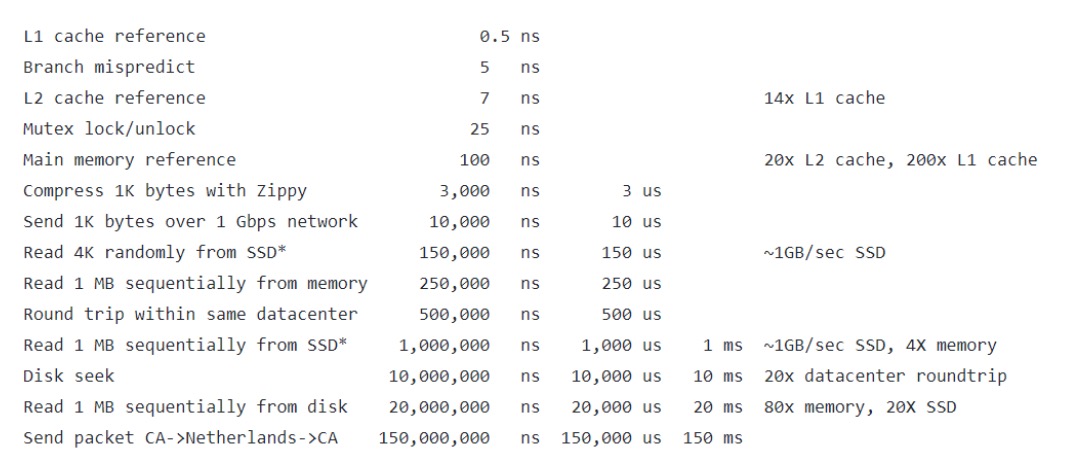 L1 cache reference 0.5 ns
Branch mispredict 5 ns
L2 cache reference 7 ns 14x L1 cache
Mutex lock/unlock 25 ns
Main memory reference 100 ns 20x L2 cache, 200x L1 cache
Compress 1K bytes with Zippy 3,000 ns 3 us
Send 1K bytes over 1 Gbps network 10,000 ns 10 us
Read 4K randomly from SSD* 150,000 ns 150 us ~1GB/sec SSD
Read 1 MB sequentially from memory 250,000 ns 250 us
Round trip within same datacenter 500,000 ns 500 us
Read 1 MB sequentially from SSD* 1,000,000 ns 1,000 us 1 ms ~1GB/sec SSD, 4X memory
Disk seek 10,000,000 ns 10,000 us 10 ms 20x datacenter roundtrip
Read 1 MB sequentially from disk 20,000,000 ns 20,000 us 20 ms 80x memory, 20X SSD
Send packet CA->Netherlands->CA 150,000,000 ns 150,000 us 150 ms